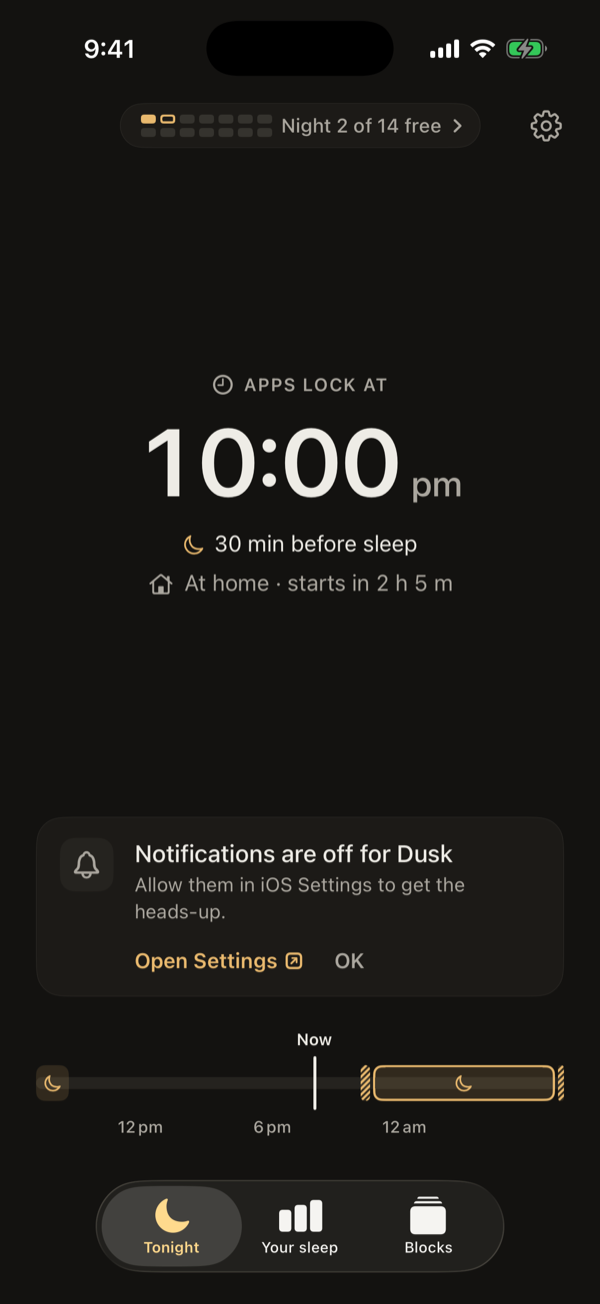 9:41
Night 2 of 14 free
APPS LOCK AT
10:00 pm
30 min before sleep
At home · starts in 2 h 5 m
Notifications are off for Dusk
Allow them in iOS Settings to get the
heads-up.
Open Settings OK
Now
12 pm 6 pm 12 am
Tonight Your sleep Blocks